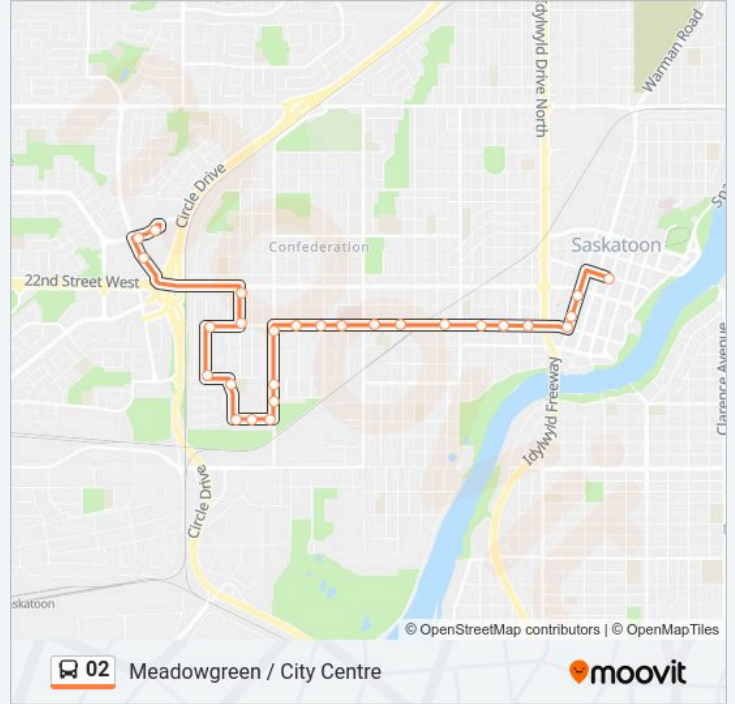 Idylwyld Drive North
Warman Road
Circle Drive
Confederation
Saskatoon
22nd Street West
Clarence Avenue
Idylwyld Freeway
Circle Drive
skatoon
Spa
© OpenStreetMap contributors | © OpenMapTiles
02 Meadowgreen / City Centre
moovit